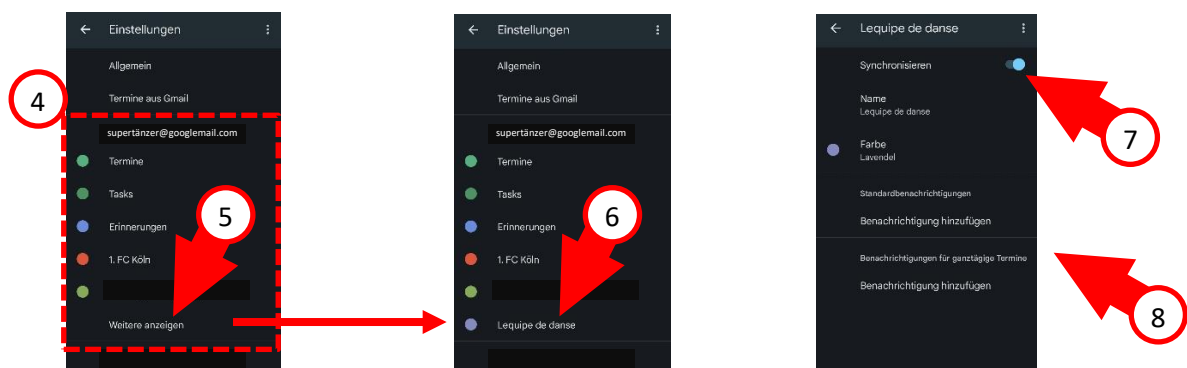 Einstellungen
Allgemein
Termine aus Gmail
4
supertänzer@googlemail.com
Termine
Tasks
5
Erinnerungen
1. FC Köln
Weitere anzeigen
Einstellungen
Allgemein
Termine aus Gmail
supertänzer@googlemail.com
Termine
Tasks
6
Erinnerungen
1. FC Köln
Lequipe de danse
Lequipe de danse
Synchronisieren
7
Name
Lequipe de danse
Farbe
Lavendel
Standardbenachrichtigungen
Benachrichtigung hinzufügen
Benachrichtigungen für ganztägige Termine
Benachrichtigung hinzufügen
8